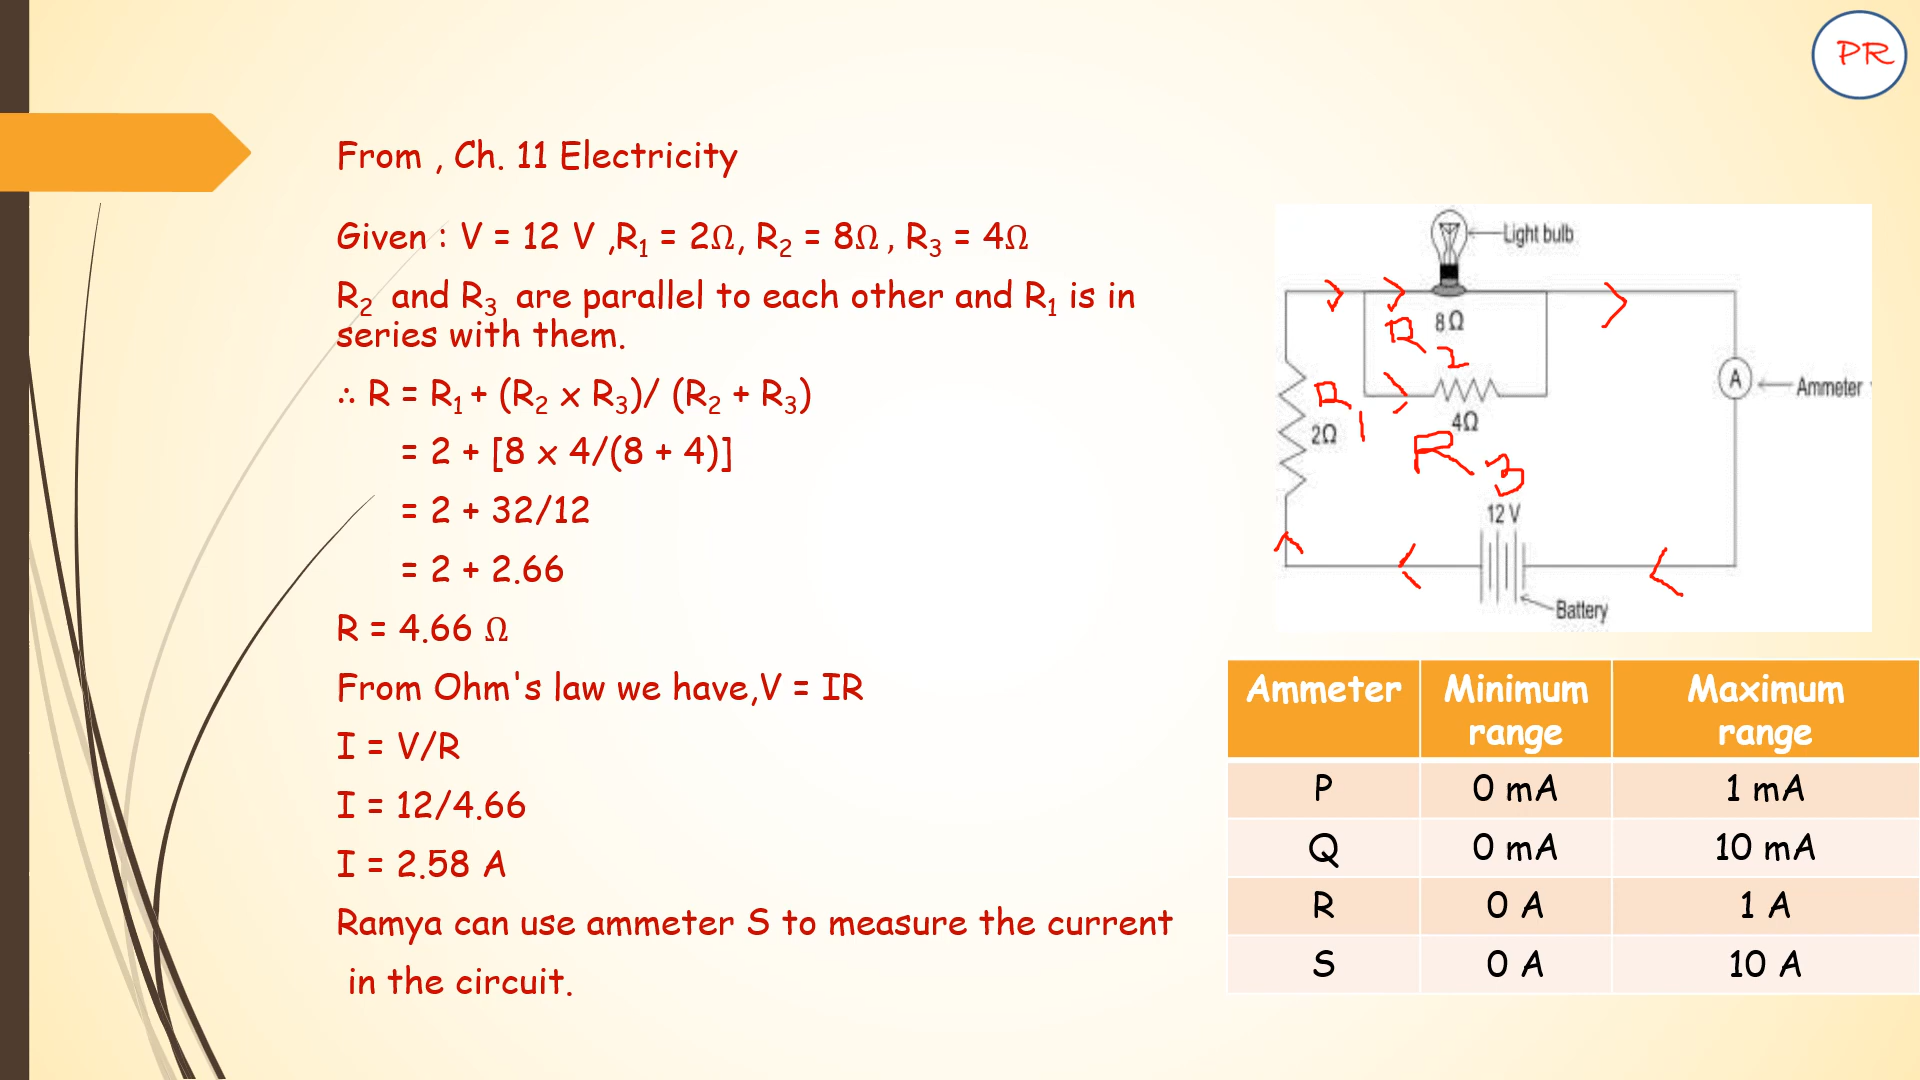 PR
From , Ch. 11 Electricity
Given : V = 12 V ,R₁ = 2Ω, R₂ = 8Ω , R₃ = 4Ω
R₂ and R₃ are parallel to each other and R₁ is in
series with them.
∴ R = R₁ + (R₂ x R₃)/ (R₂ + R₃)
= 2 + [8 x 4/(8 + 4)]
= 2 + 32/12
= 2 + 2.66
R = 4.66 Ω
From Ohm's law we have,V = IR
I = V/R
I = 12/4.66
I = 2.58 A
Ramya can use ammeter S to measure the current
in the circuit.
Light bulb
8Ω
R2
A
Ammeter
R1
4Ω
2Ω
R3
12 V
Battery
Ammeter Minimum range Maximum range
P 0 mA 1 mA
Q 0 mA 10 mA
R 0 A 1 A
S 0 A 10 A